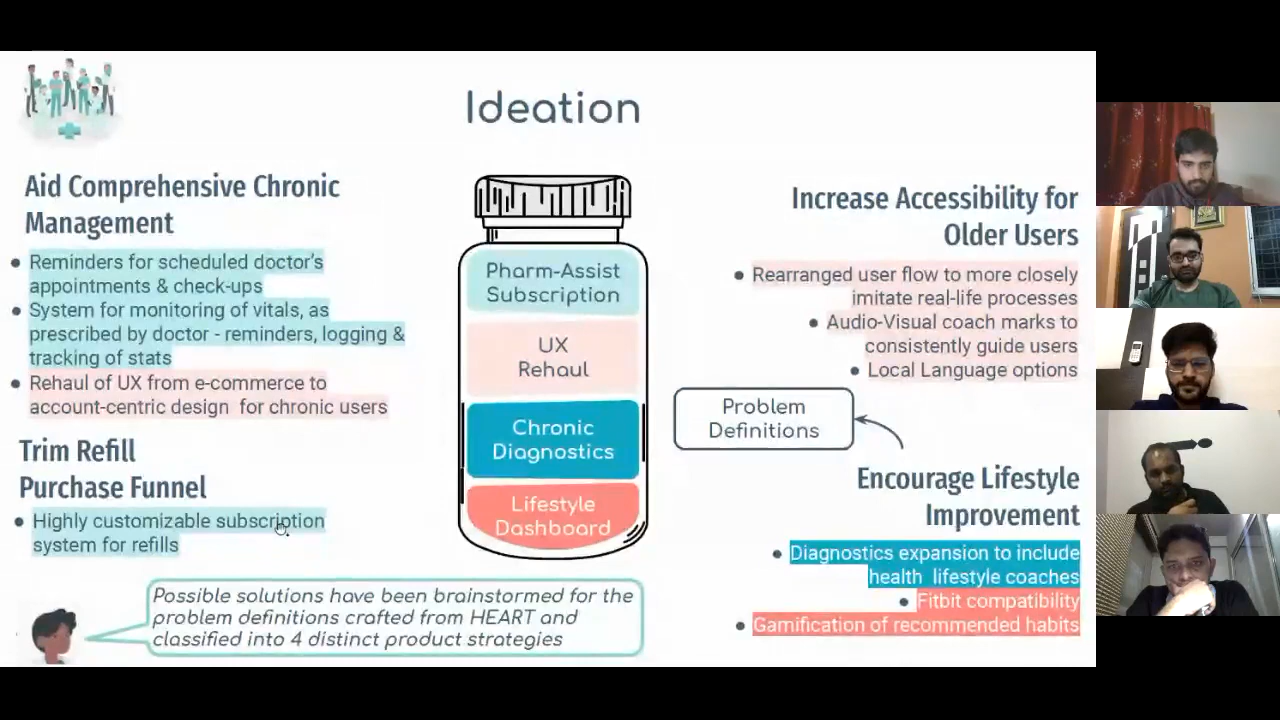 Ideation
Aid Comprehensive Chronic
Management
Reminders for scheduled doctor's
appointments & check-ups
System for monitoring of vitals, as
prescribed by doctor - reminders, logging &
tracking of stats
Rehaul of UX from e-commerce to
account-centric design for chronic users
Trim Refill
Purchase Funnel
Highly customizable subscription
system for refills
Pharm-Assist
Subscription
UX
Rehaul
Chronic
Diagnostics
Lifestyle
Dashboard
Increase Accessibility for
Older Users
Rearranged user flow to more closely
imitate real-life processes
Audio-Visual coach marks to
consistently guide users
Local Language options
Problem
Definitions
Encourage Lifestyle
Improvement
Diagnostics expansion to include
health lifestyle coaches
Fitbit compatibility
Gamification of recommended habits
Possible solutions have been brainstormed for the
problem definitions crafted from HEART and
classified into 4 distinct product strategies